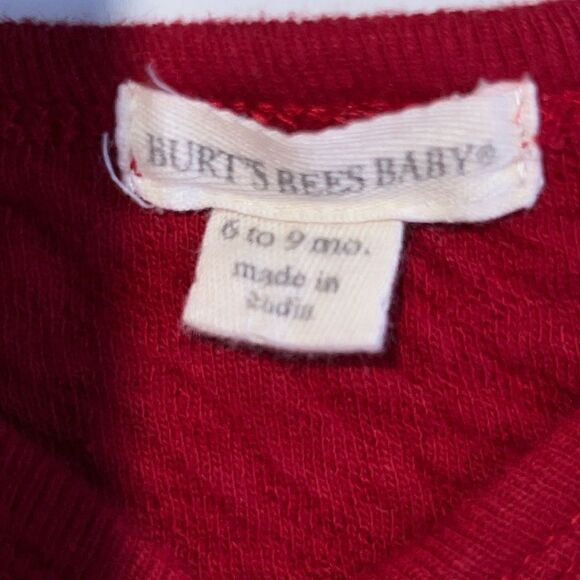 BURT'S BEES BABY®
6 to 9 mo.
made in
India